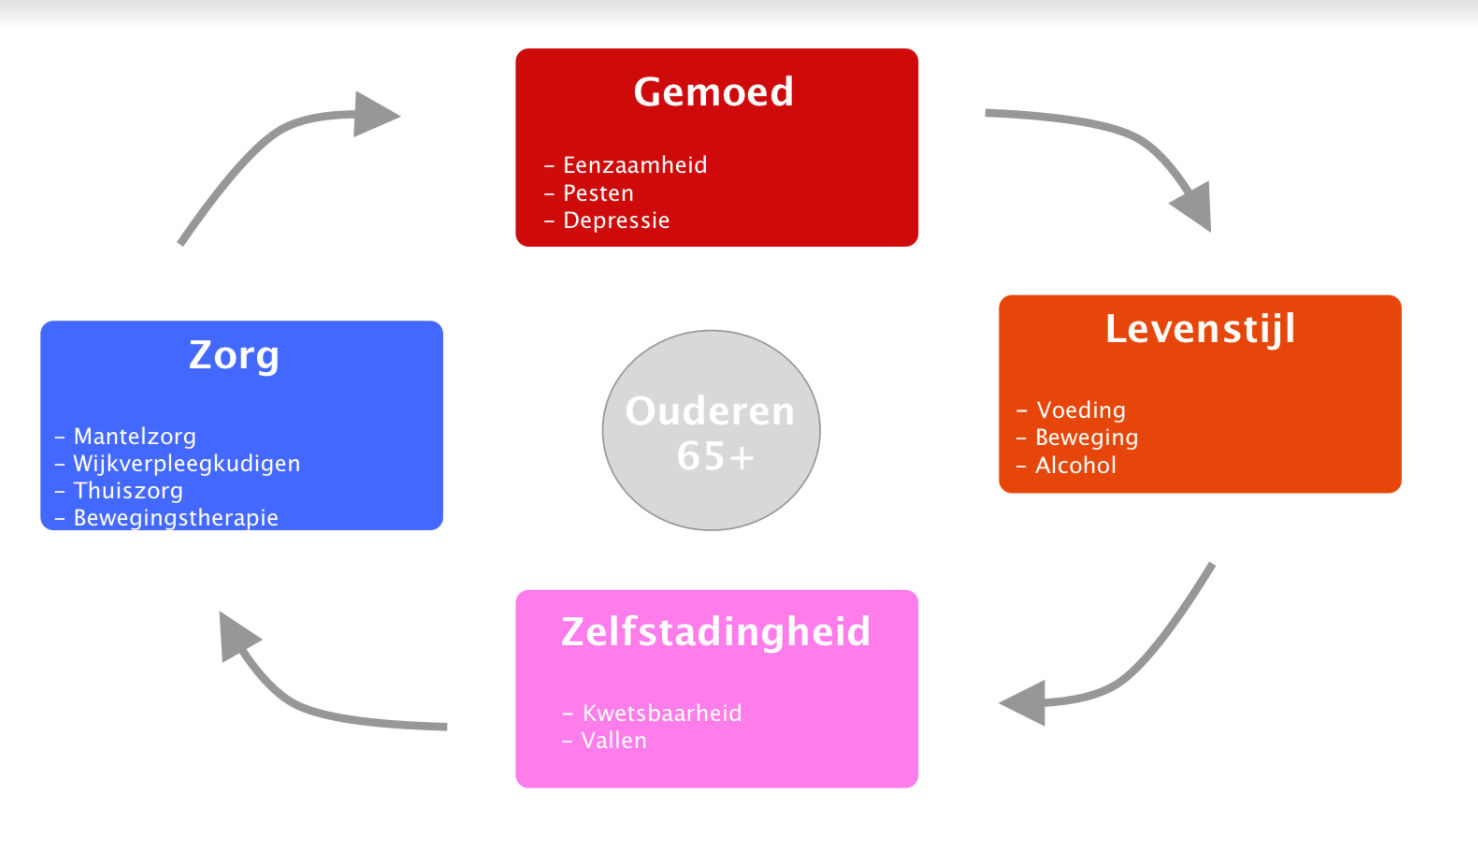 Gemoed
– Eenzaamheid
– Pesten
– Depressie
Levenstijl
– Voeding
– Beweging
– Alcohol
Zelfstadingheid
– Kwetsbaarheid
– Vallen
Zorg
– Mantelzorg
– Wijkverpleegkudigen
– Thuiszorg
– Bewegingstherapie
Ouderen
65+